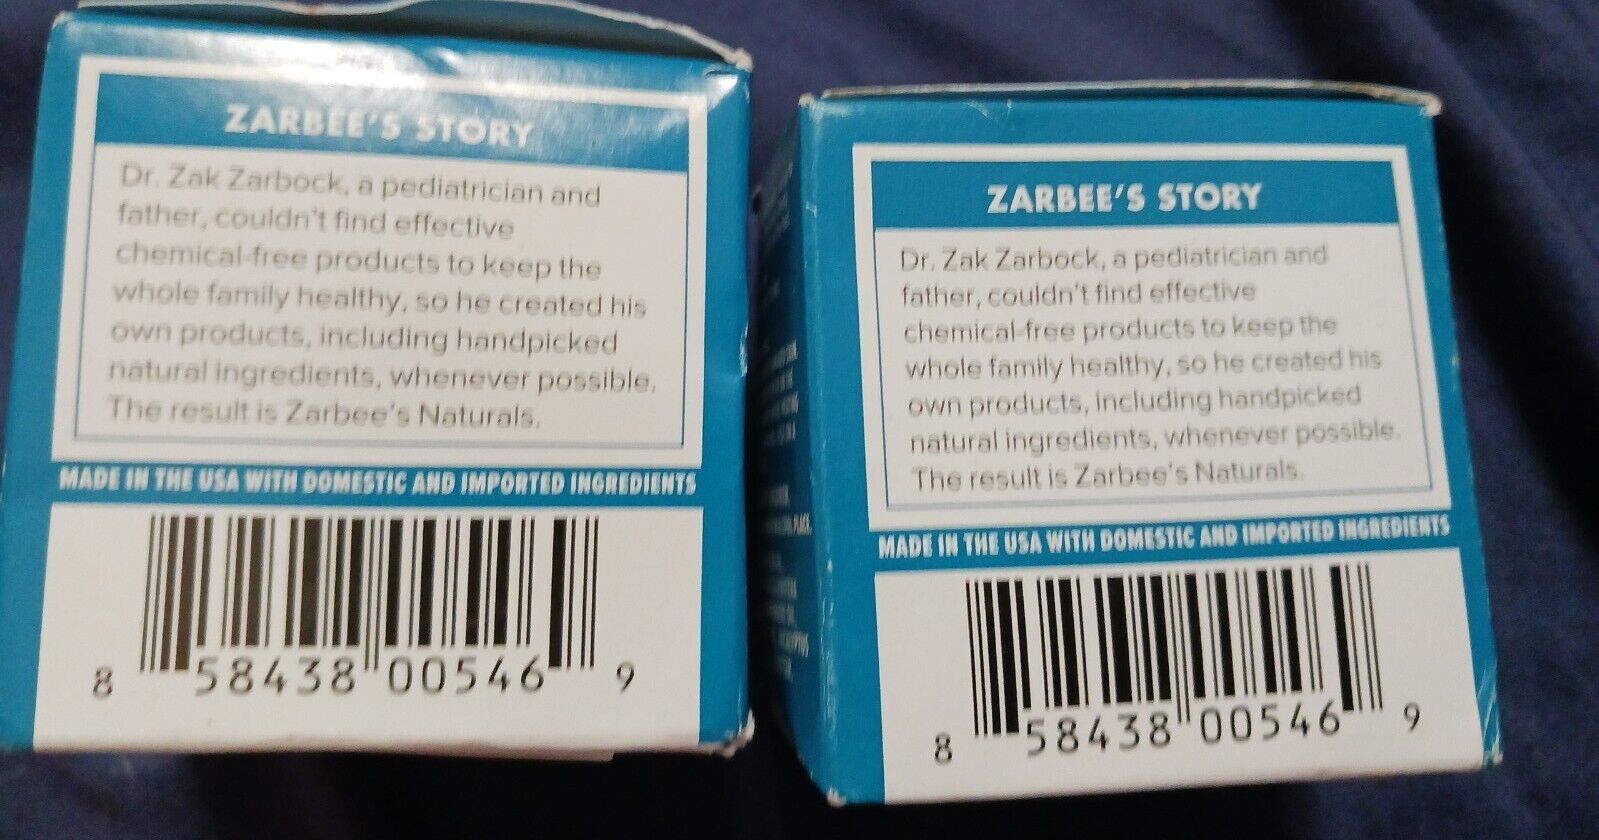 ZARBEE'S STORY
Dr. Zak Zarbock, a pediatrician and
father, couldn't find effective
chemical-free products to keep the
whole family healthy, so he created his
own products, including handpicked
natural ingredients, whenever possible.
The result is Zarbee's Naturals.
MADE IN THE USA WITH DOMESTIC AND IMPORTED INGREDIENTS
8 58438 00546 9
PLACE.
ZARBEE'S STORY
Dr. Zak Zarbock, a pediatrician and
father, couldn't find effective
chemical-free products to keep the
whole family healthy, so he created his
own products, including handpicked
natural ingredients, whenever possible.
The result is Zarbee's Naturals.
MADE IN THE USA WITH DOMESTIC AND IMPORTED INGREDIENTS
8 58438 00546 9